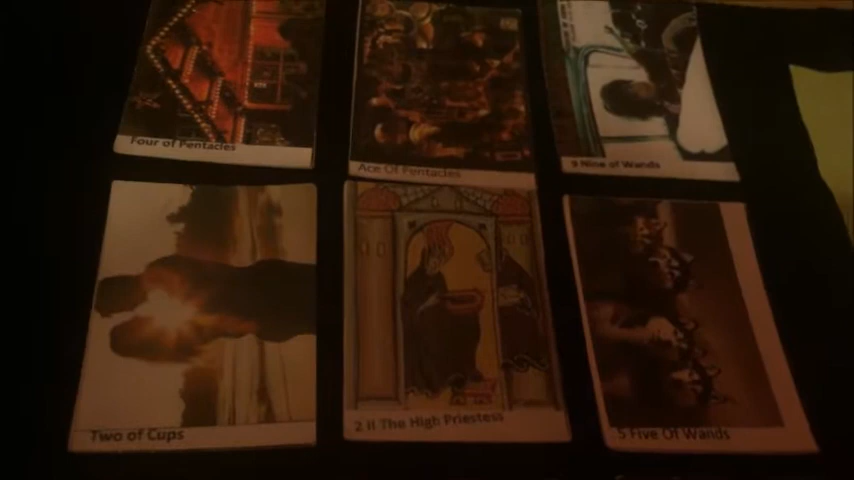 Four of Pentacles
Ace Of Pentacles
9 Nine of Wands
Two of Cups
2 II The High Priestess
5 Five Of Wands